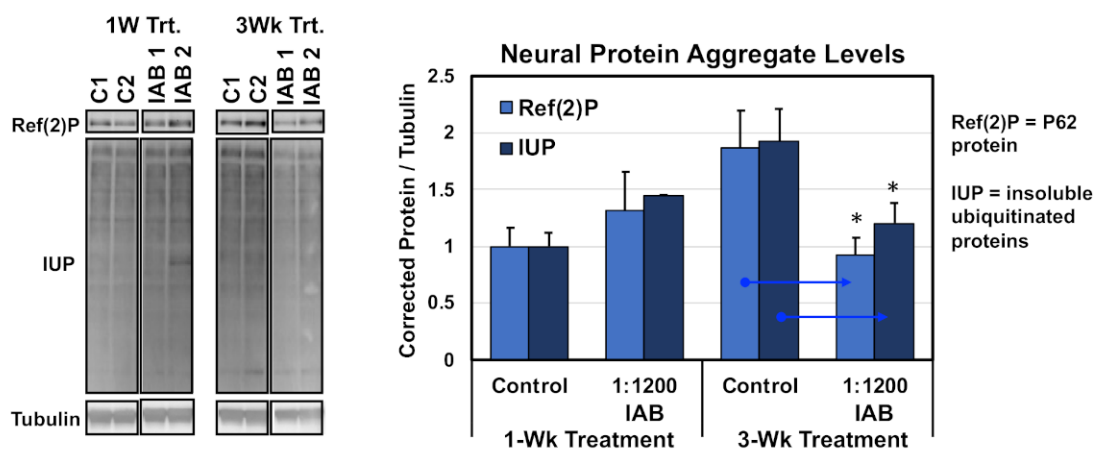 1W Trt.
3Wk Trt.
C1
C2
IAB 1
IAB 2
C1
C2
IAB 1
IAB 2
Ref(2)P
IUP
Tubulin
Neural Protein Aggregate Levels
Corrected Protein / Tubulin
2.5
2
1.5
1
0.5
0
Ref(2)P
IUP
*
*
Control
1:1200
IAB
Control
1:1200
IAB
1-Wk Treatment
3-Wk Treatment
Ref(2)P = P62
protein
IUP = insoluble
ubiquitinated
proteins